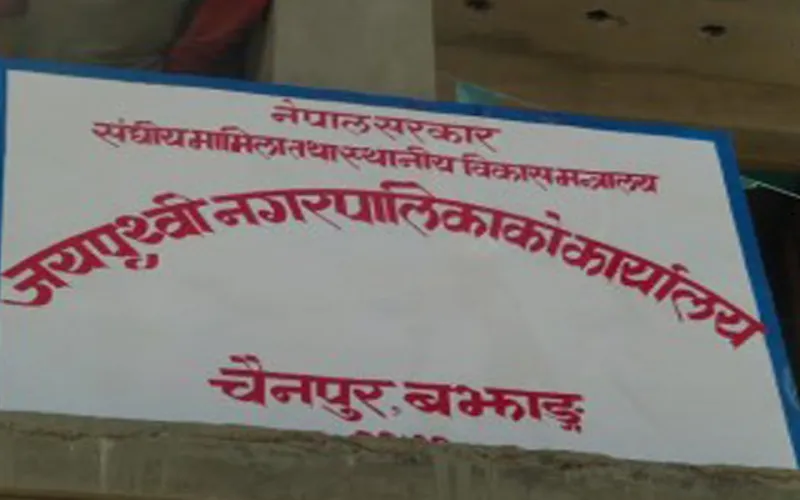 नेपाल सरकार
संघीय मामिला तथा स्थानीय विकास मन्त्रालय
जयपृथ्वी नगरपालिकाको कार्यालय
चैनपुर, बझाङ्ग